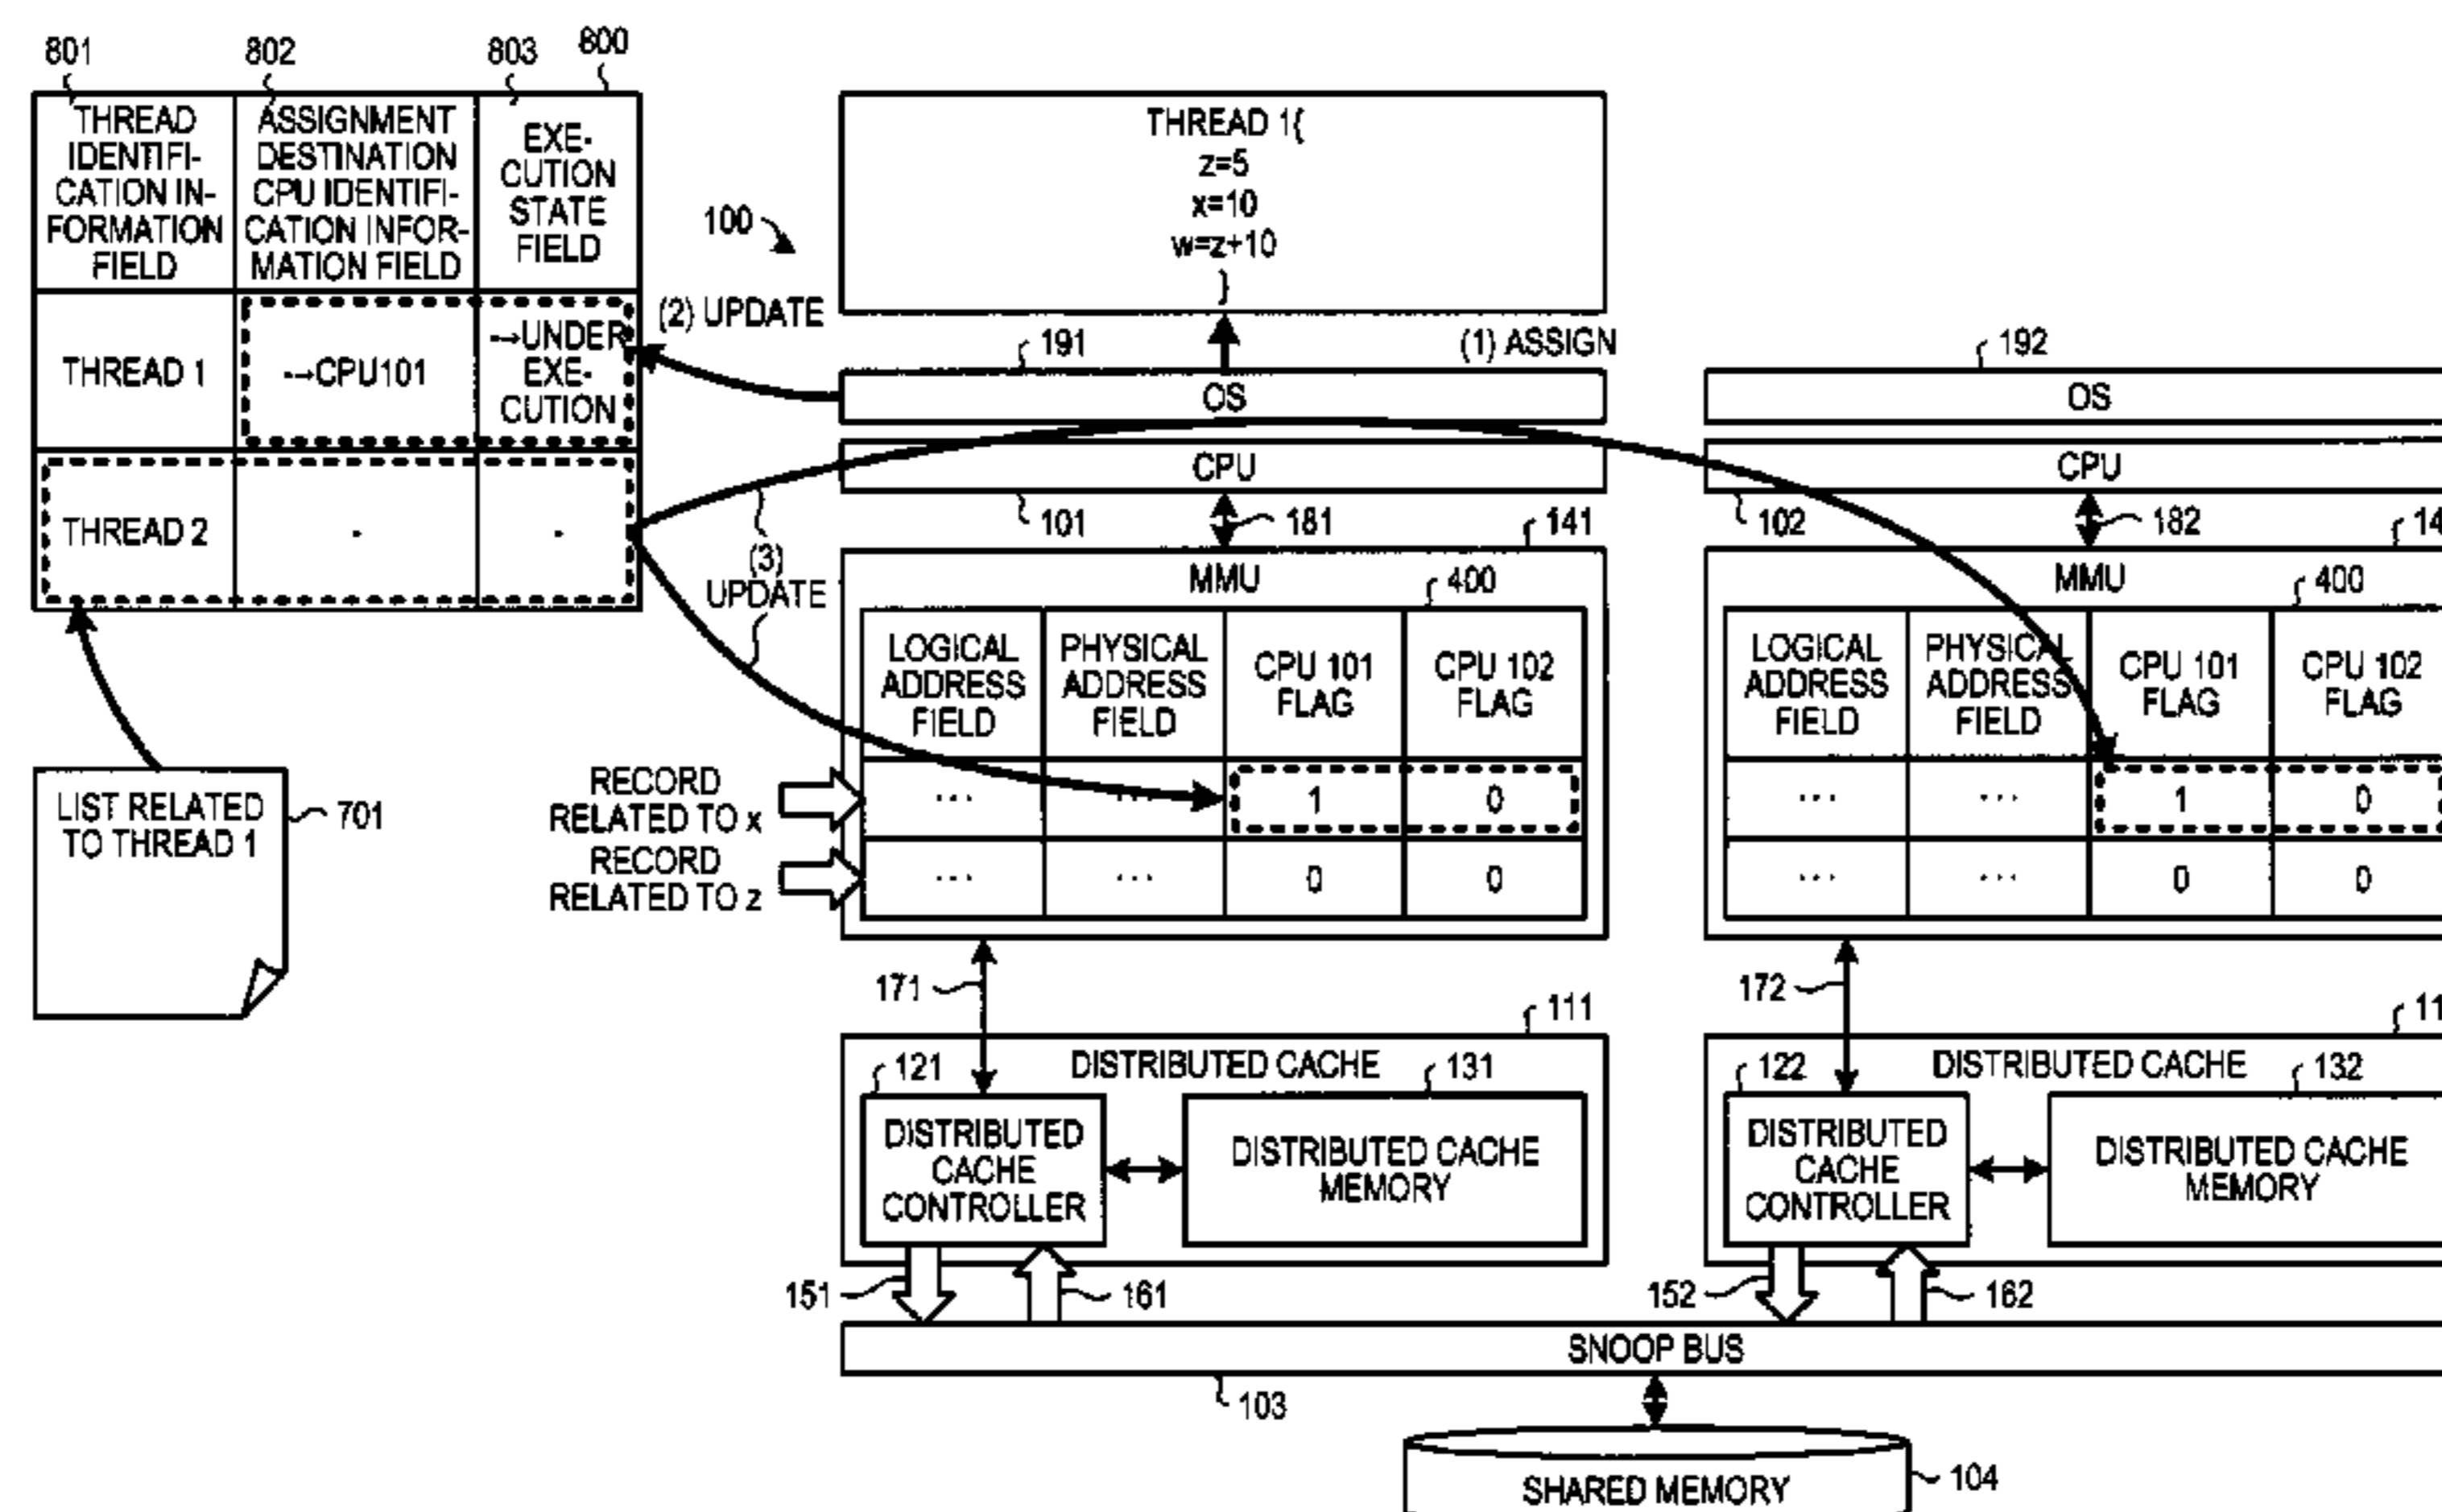 801
802
803
800
THREAD
IDENTIFI-
CATION IN-
FORMATION
FIELD
ASSIGNMENT
DESTINATION
CPU IDENTIFI-
CATION INFOR-
MATION FIELD
EXE-
CUTION
STATE
FIELD
THREAD 1
-→CPU101
-→UNDER
EXE-
CUTION
THREAD 2
-
-
LIST RELATED
TO THREAD 1
701
100
THREAD 1{
z=5
x=10
w=z+10
}
(1) ASSIGN
(2) UPDATE
191
OS
192
OS
CPU
CPU
101
181
141
102
182
(3)
UPDATE
MMU
400
LOGICAL
ADDRESS
FIELD
PHYSICAL
ADDRESS
FIELD
CPU 101
FLAG
CPU 102
FLAG
RECORD
RELATED TO x
... ... 1 0
RECORD
RELATED TO z
... ... 0 0
MMU
400
LOGICAL
ADDRESS
FIELD
PHYSICAL
ADDRESS
FIELD
CPU 101
FLAG
CPU 102
FLAG
... ... 1 0
... ... 0 0
171
172
111
DISTRIBUTED CACHE
121
131
DISTRIBUTED
CACHE
CONTROLLER
DISTRIBUTED CACHE
MEMORY
DISTRIBUTED CACHE
122
132
DISTRIBUTED
CACHE
CONTROLLER
DISTRIBUTED CACHE
MEMORY
151
161
152
162
SNOOP BUS
103
SHARED MEMORY
104